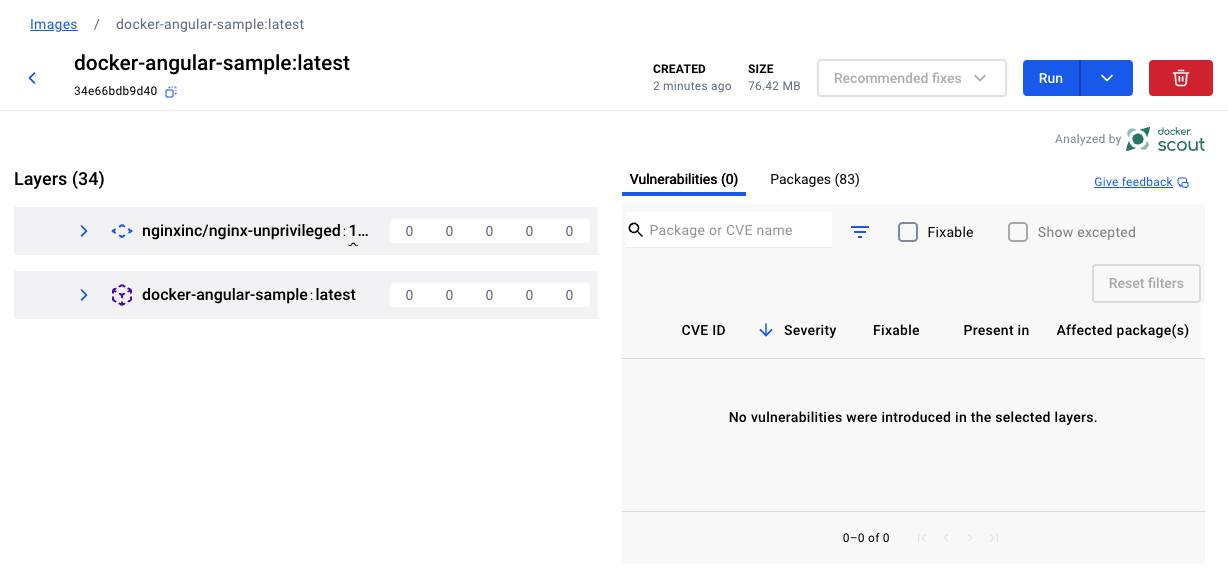 Images / docker-angular-sample:latest
docker-angular-sample:latest
34e66bdb9d40
CREATED
2 minutes ago
SIZE
76.42 MB
Recommended fixes
Run
Analyzed by docker scout
Layers (34)
Vulnerabilities (0)
Packages (83)
Give feedback
nginxinc/nginx-unprivileged:1... 0 0 0 0 0
docker-angular-sample:latest 0 0 0 0 0
Package or CVE name
Fixable
Show excepted
Reset filters
CVE ID Severity Fixable Present in Affected package(s)
No vulnerabilities were introduced in the selected layers.
0–0 of 0